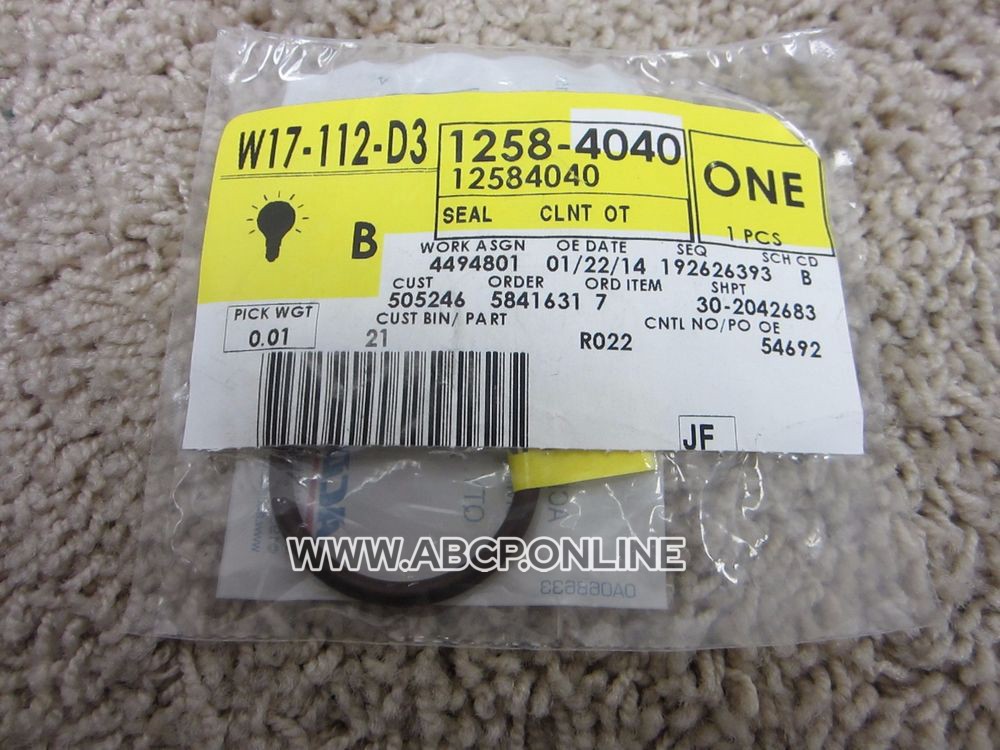 W17-112-D3
1258-4040
12584040
ONE
SEAL CLNT OT
B
1 PCS
WORK ASGN OE DATE SEQ SCH CD
4494801 01/22/14 192626393 B
CUST ORDER ORD ITEM SHPT
505246 5841631 7 30-2042683
PICK WGT CUST BIN/ PART CNTL NO/PO OE
0.01 21 R022 54692
JF
WWW.ABCP.ONLINE
0A068633